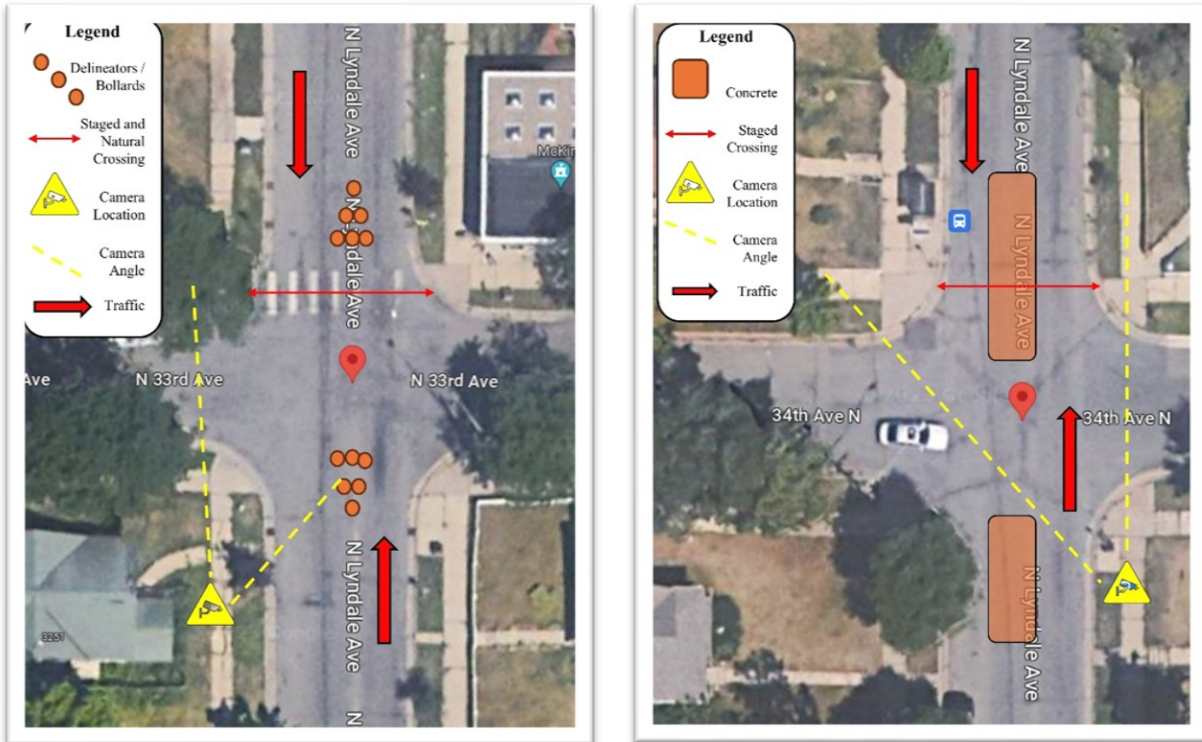 Legend
Delineators /
Bollards
Staged and
Natural
Crossing
Camera
Location
Camera
Angle
Traffic
N Lyndale Ave
N Lyndale Ave
McKin
Ave
N 33rd Ave
N 33rd Ave
3251
N Lyndale Ave
N
Legend
Concrete
Staged
Crossing
Camera
Location
Camera
Angle
Traffic
N Lyndale Ave
N Lyndale Ave
34th Ave N
34th Ave N
N Lyndale Ave